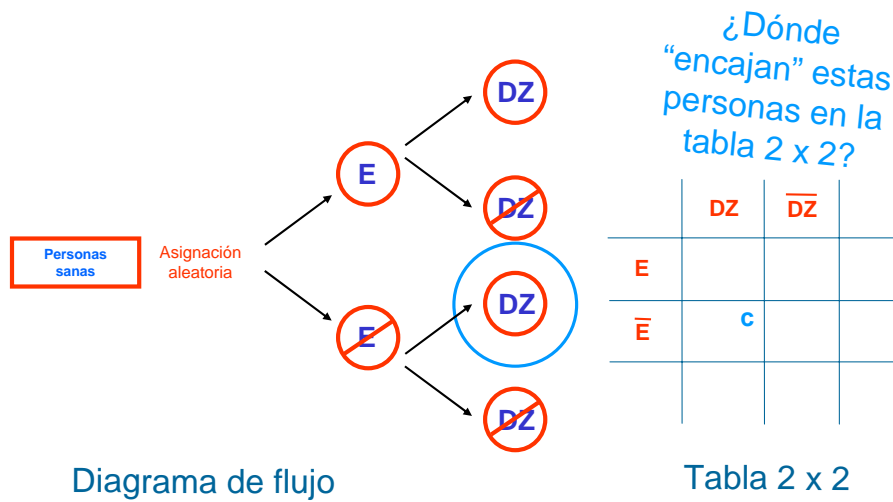 ¿Dónde
“encajan” estas
personas en la
tabla 2 x 2?
DZ
E
DZ
Personas
sanas
Asignación
aleatoria
DZ
E
DZ
DZ
DZ
E
E
c
Diagrama de flujo
Tabla 2 x 2